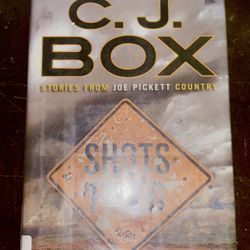 C. J.
BOX
STORIES FROM JOE PICKETT COUNTRY
SHOTS